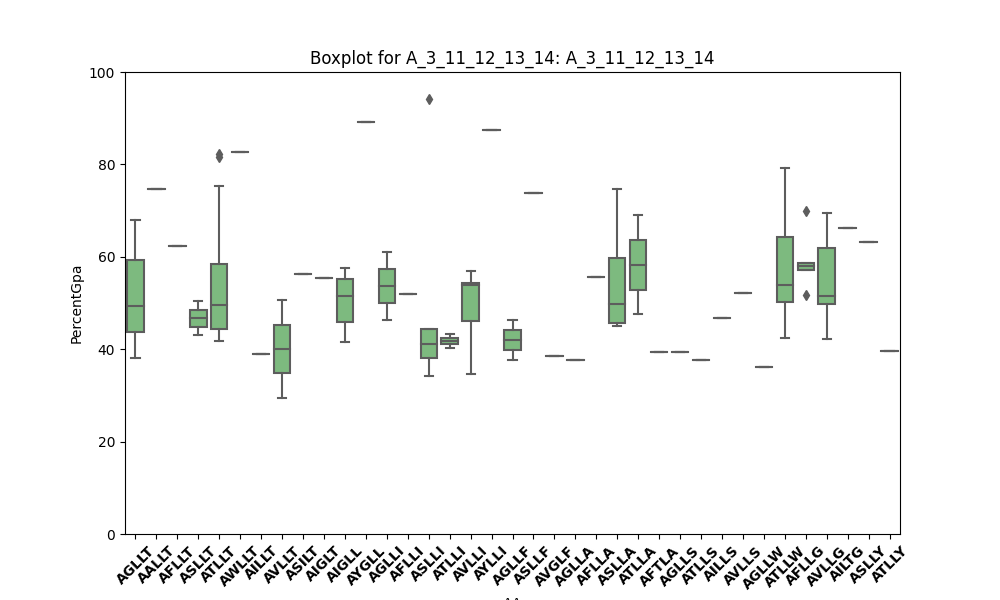 Boxplot for A_3_11_12_13_14: A_3_11_12_13_14
PercentGpa
100
80
60
40
20
0
AGLLT
AALLT
AFLLT
ASLLT
ATLLT
AWLLT
AILLT
AVLLT
ASILT
AIGLT
AIGLL
AYGLL
AGLLI
AFLLI
ASLLI
ATLLI
AVLLI
AYLLI
AGLLF
ASLLF
AVGLF
AGLLA
AFLLA
ASLLA
ATLLA
AFTLA
AGLLS
ATLLS
AILLS
AVLLS
AGLLW
ATLLW
AFLLG
AVLLG
AILTG
ASLLY
ATLLY